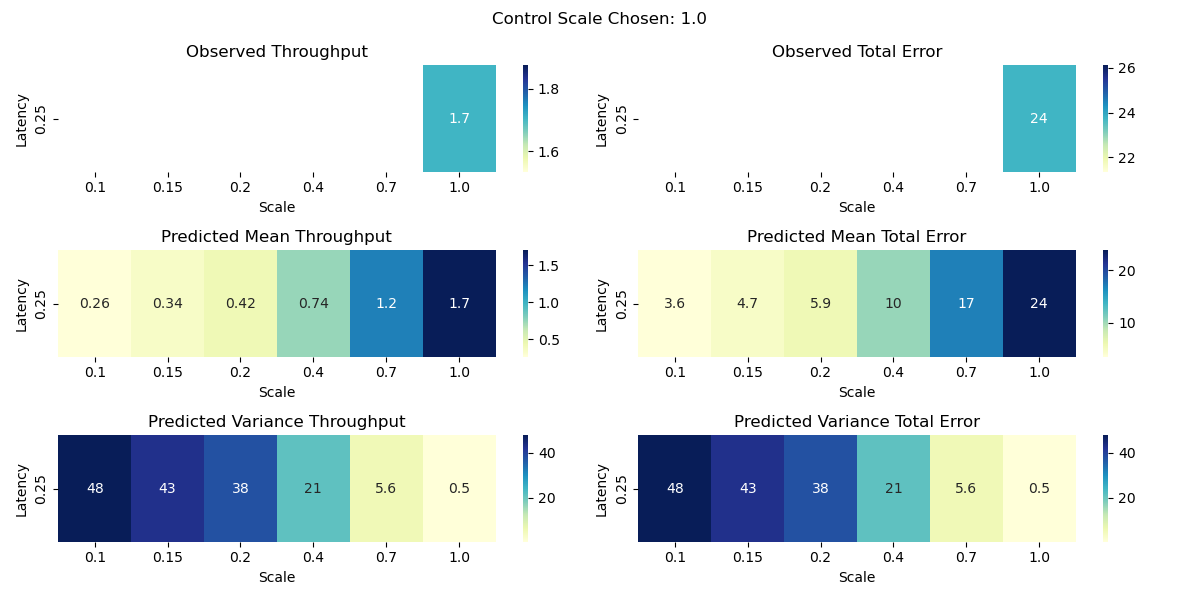 Control Scale Chosen: 1.0
Observed Throughput
Latency
0.25
1.7
1.8
1.6
0.1 0.15 0.2 0.4 0.7 1.0
Scale
Observed Total Error
Latency
0.25
24
26
24
22
0.1 0.15 0.2 0.4 0.7 1.0
Scale
Predicted Mean Throughput
Latency
0.25
0.26 0.34 0.42 0.74 1.2 1.7
1.5
1.0
0.5
0.1 0.15 0.2 0.4 0.7 1.0
Scale
Predicted Mean Total Error
Latency
0.25
3.6 4.7 5.9 10 17 24
20
10
0.1 0.15 0.2 0.4 0.7 1.0
Scale
Predicted Variance Throughput
Latency
0.25
48 43 38 21 5.6 0.5
40
20
0.1 0.15 0.2 0.4 0.7 1.0
Scale
Predicted Variance Total Error
Latency
0.25
48 43 38 21 5.6 0.5
40
20
0.1 0.15 0.2 0.4 0.7 1.0
Scale